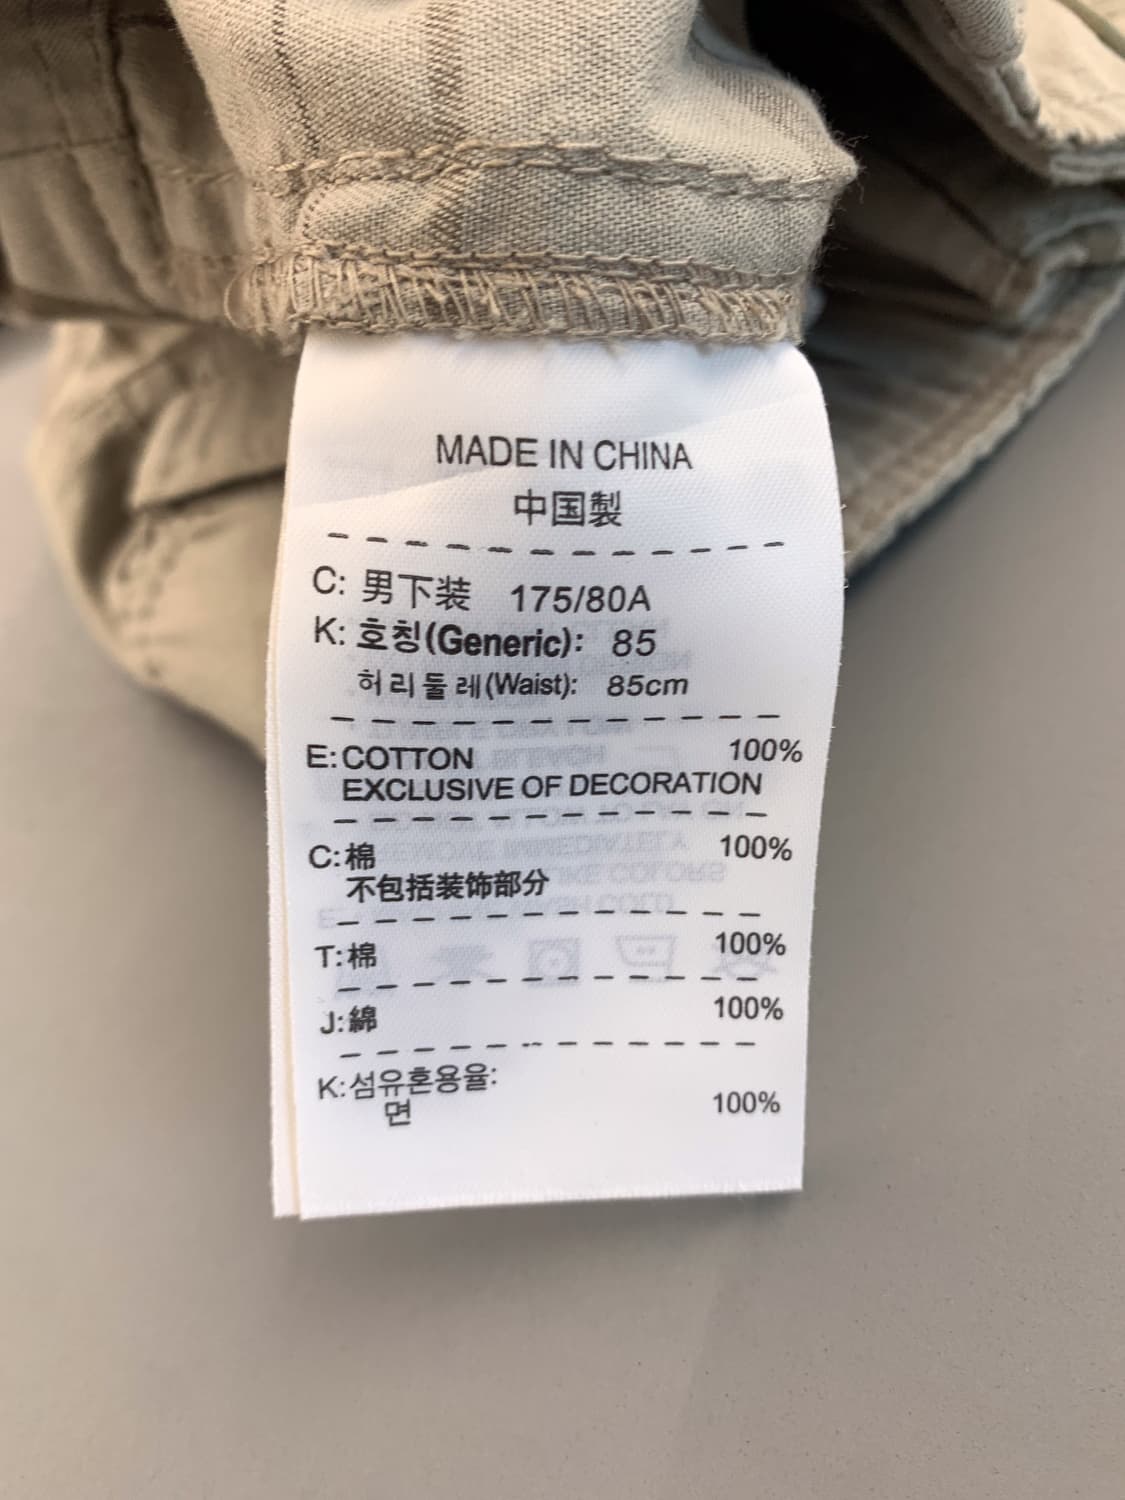 MADE IN CHINA
中国製
C: 男下装 175/80A
K: 호칭(Generic): 85
허리둘레(Waist): 85cm
E: COTTON 100%
EXCLUSIVE OF DECORATION
C: 棉 100%
不包括装饰部分
T: 棉 100%
J: 綿 100%
K: 섬유혼용율:
면 100%